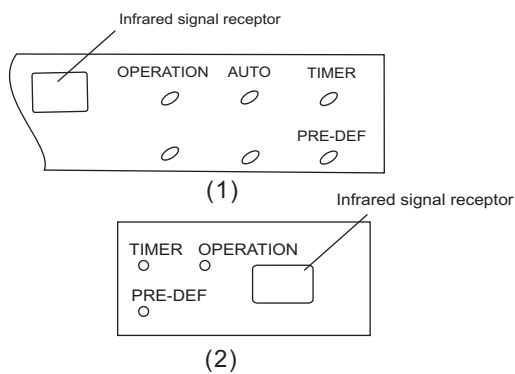 Infrared signal receptor
OPERATION AUTO TIMER
PRE-DEF
(1)
Infrared signal receptor
TIMER OPERATION
PRE-DEF
(2)